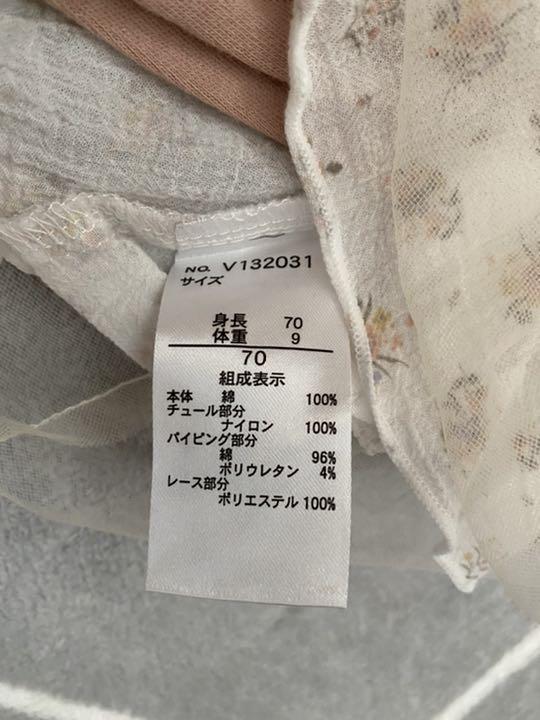 NO. V132031
サイズ
身長 70
体重 9
70
組成表示
本体 綿 100%
チュール部分
ナイロン 100%
パイピング部分
綿 96%
ポリウレタン 4%
レース部分
ポリエステル 100%